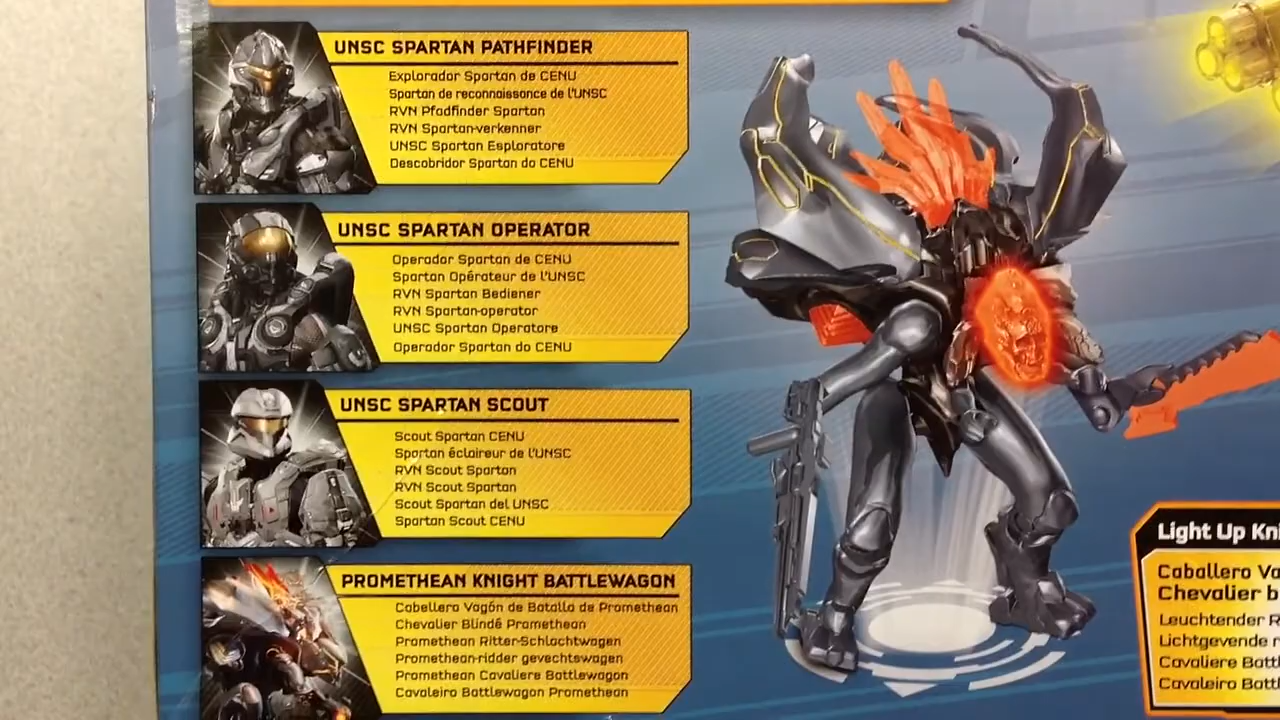 UNSC SPARTAN PATHFINDER
Explorador Spartan de CENU
Spartan de reconnaissance de l'UNSC
RVN Pfadfinder Spartan
RVN Spartan-verkenner
UNSC Spartan Esploratore
Descobridor Spartan do CENU
UNSC SPARTAN OPERATOR
Operador Spartan de CENU
Spartan Opérateur de l'UNSC
RVN Spartan Bediener
RVN Spartan-operator
UNSC Spartan Operatore
Operador Spartan do CENU
UNSC SPARTAN SCOUT
Scout Spartan CENU
Spartan éclaireur de l'UNSC
RVN Scout Spartan
RVN Scout Spartan
Scout Spartan del UNSC
Spartan Scout CENU
PROMETHEAN KNIGHT BATTLEWAGON
Cabellero Vagón de Batalla de Promethean
Chevalier Blindé Promethean
Promethean Ritter-Schlachtwagen
Promethean-ridder gevechtswagen
Promethean Cavaliere Battlewagon
Cavaleiro Battlewagon Promethean
Light Up Kni
Caballero Va
Chevalier b
Leuchtender R
Lichtgevende r
Cavaliere Battl
Cavaleiro Battl